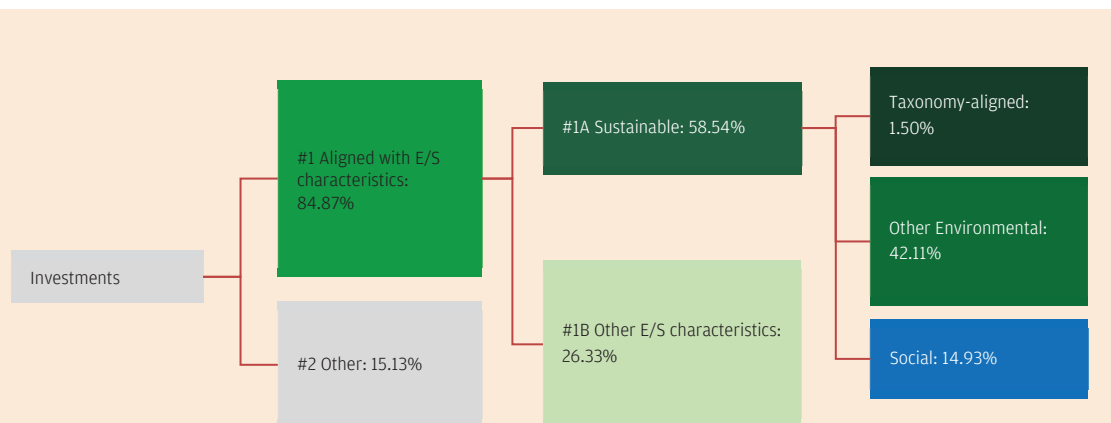 Investments
#1 Aligned with E/S
characteristics:
84.87%
#2 Other: 15.13%
#1A Sustainable: 58.54%
#1B Other E/S characteristics:
26.33%
Taxonomy-aligned:
1.50%
Other Environmental:
42.11%
Social: 14.93%